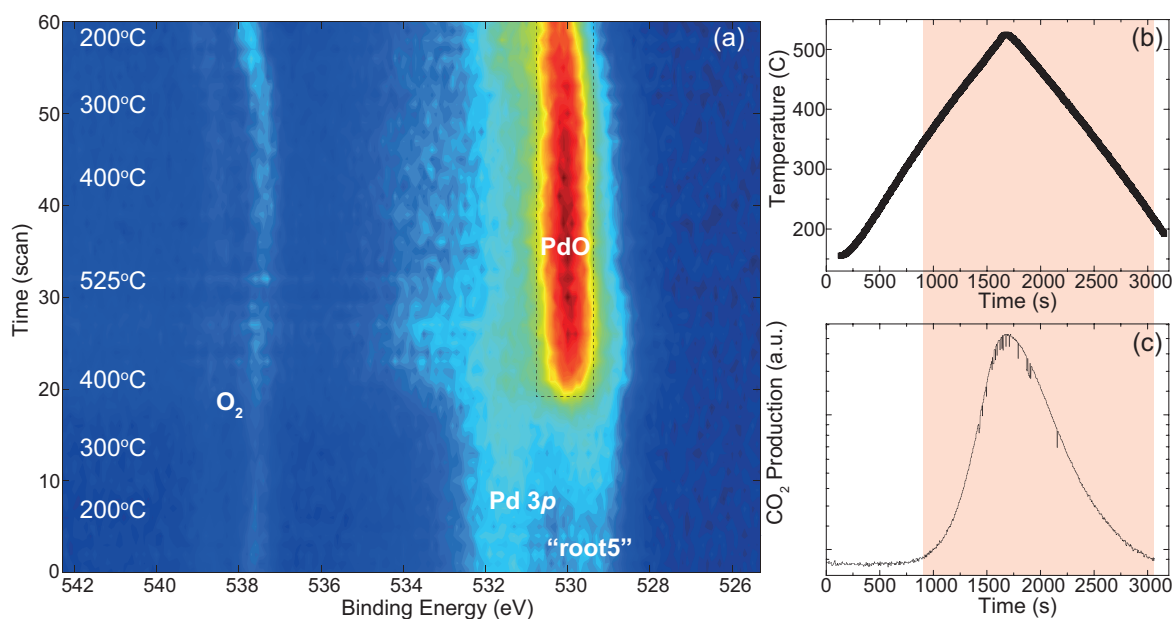 (a)
60
50
40
30
20
10
0
Time (scan)
200°C
300°C
400°C
525°C
400°C
300°C
200°C
O₂
PdO
Pd 3p
“root5”
542
540
538
536
534
532
530
528
526
Binding Energy (eV)
(b)
500
400
300
200
Temperature (C)
0
500
1000
1500
2000
2500
3000
Time (s)
(c)
CO₂ Production (a.u.)
0
500
1000
1500
2000
2500
3000
Time (s)